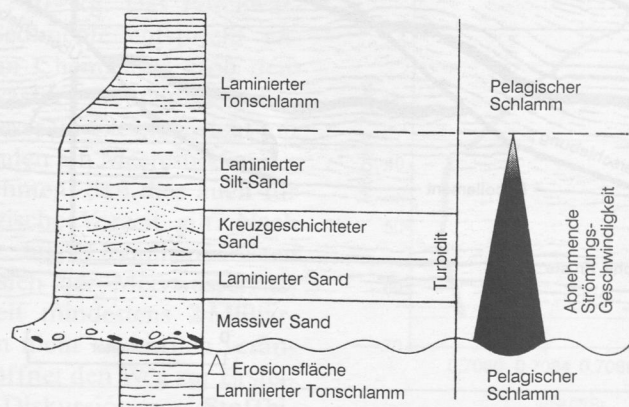 Laminierter
Tonschlamm
Pelagischer
Schlamm
Laminierter
Silt-Sand
Kreuzgeschichteter
Sand
Laminierter Sand
Massiver Sand
Turbidit
Abnehmende
Strömungs-
Geschwindigkeit
Erosionsfläche
Laminierter Tonschlamm
Pelagischer
Schlamm